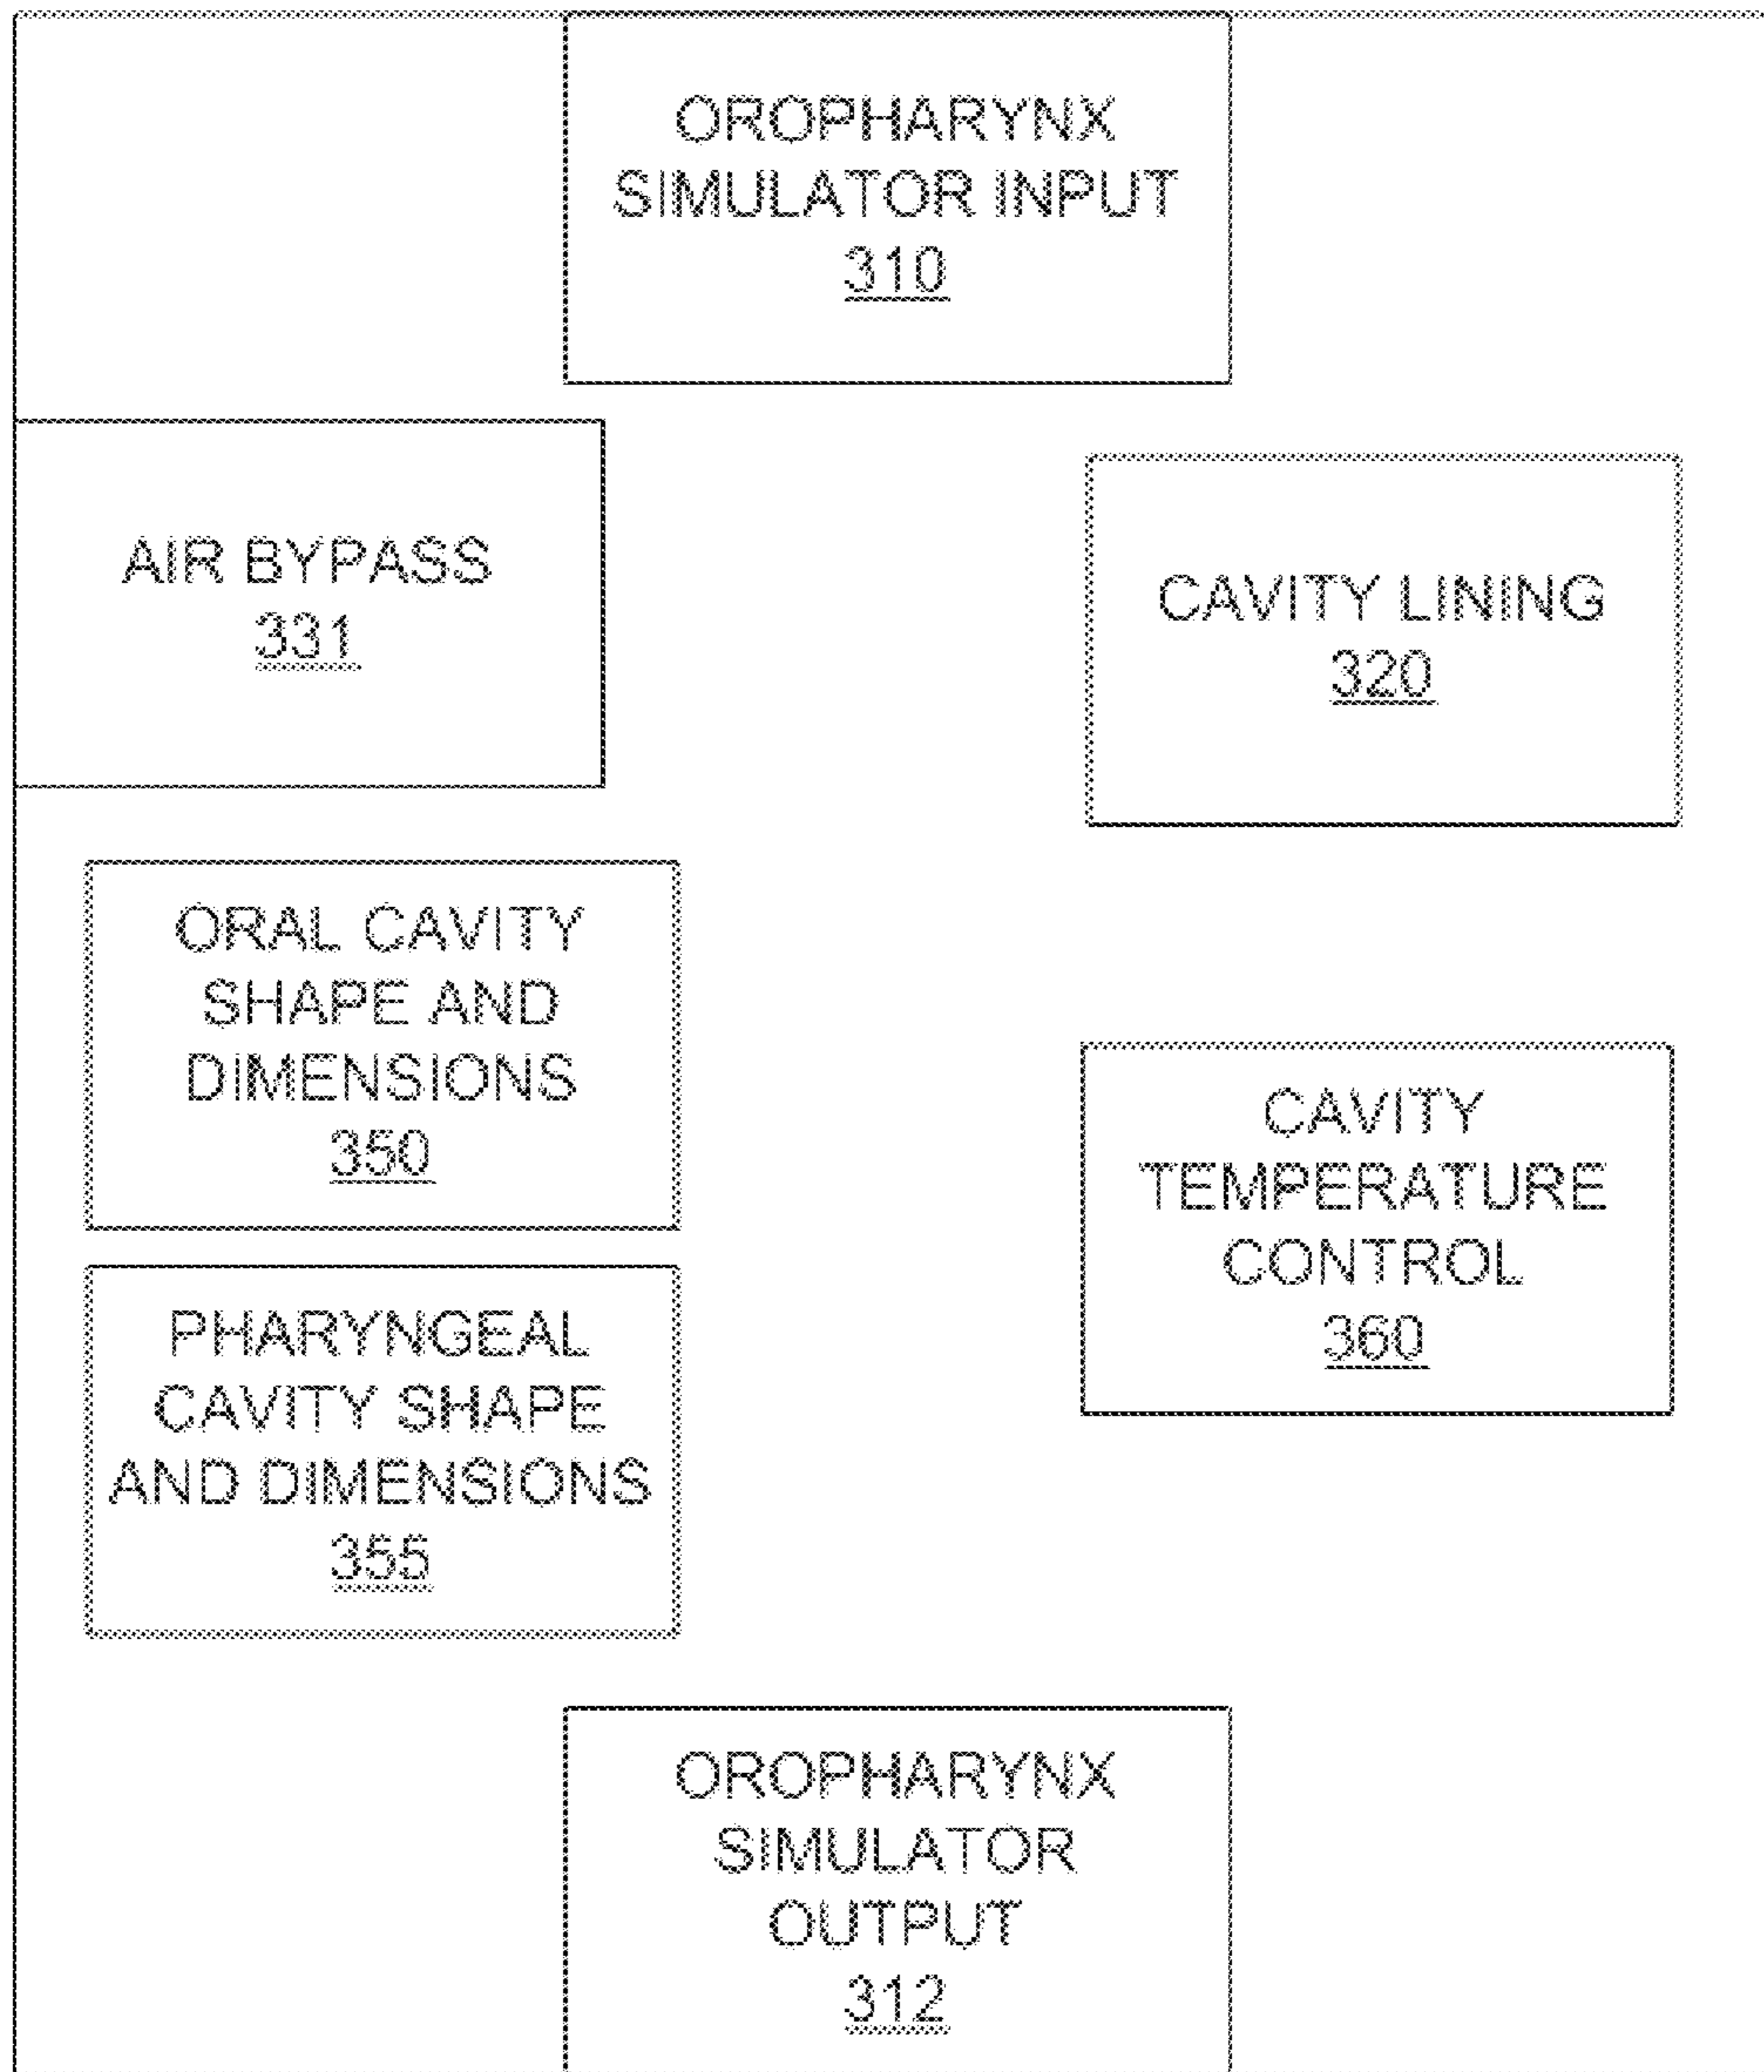 OROPHARYNX
SIMULATOR INPUT
310
AIR BYPASS
331
CAVITY LINING
320
ORAL CAVITY
SHAPE AND
DIMENSIONS
350
CAVITY
TEMPERATURE
CONTROL
360
PHARYNGEAL
CAVITY SHAPE
AND DIMENSIONS
355
OROPHARYNX
SIMULATOR
OUTPUT
312